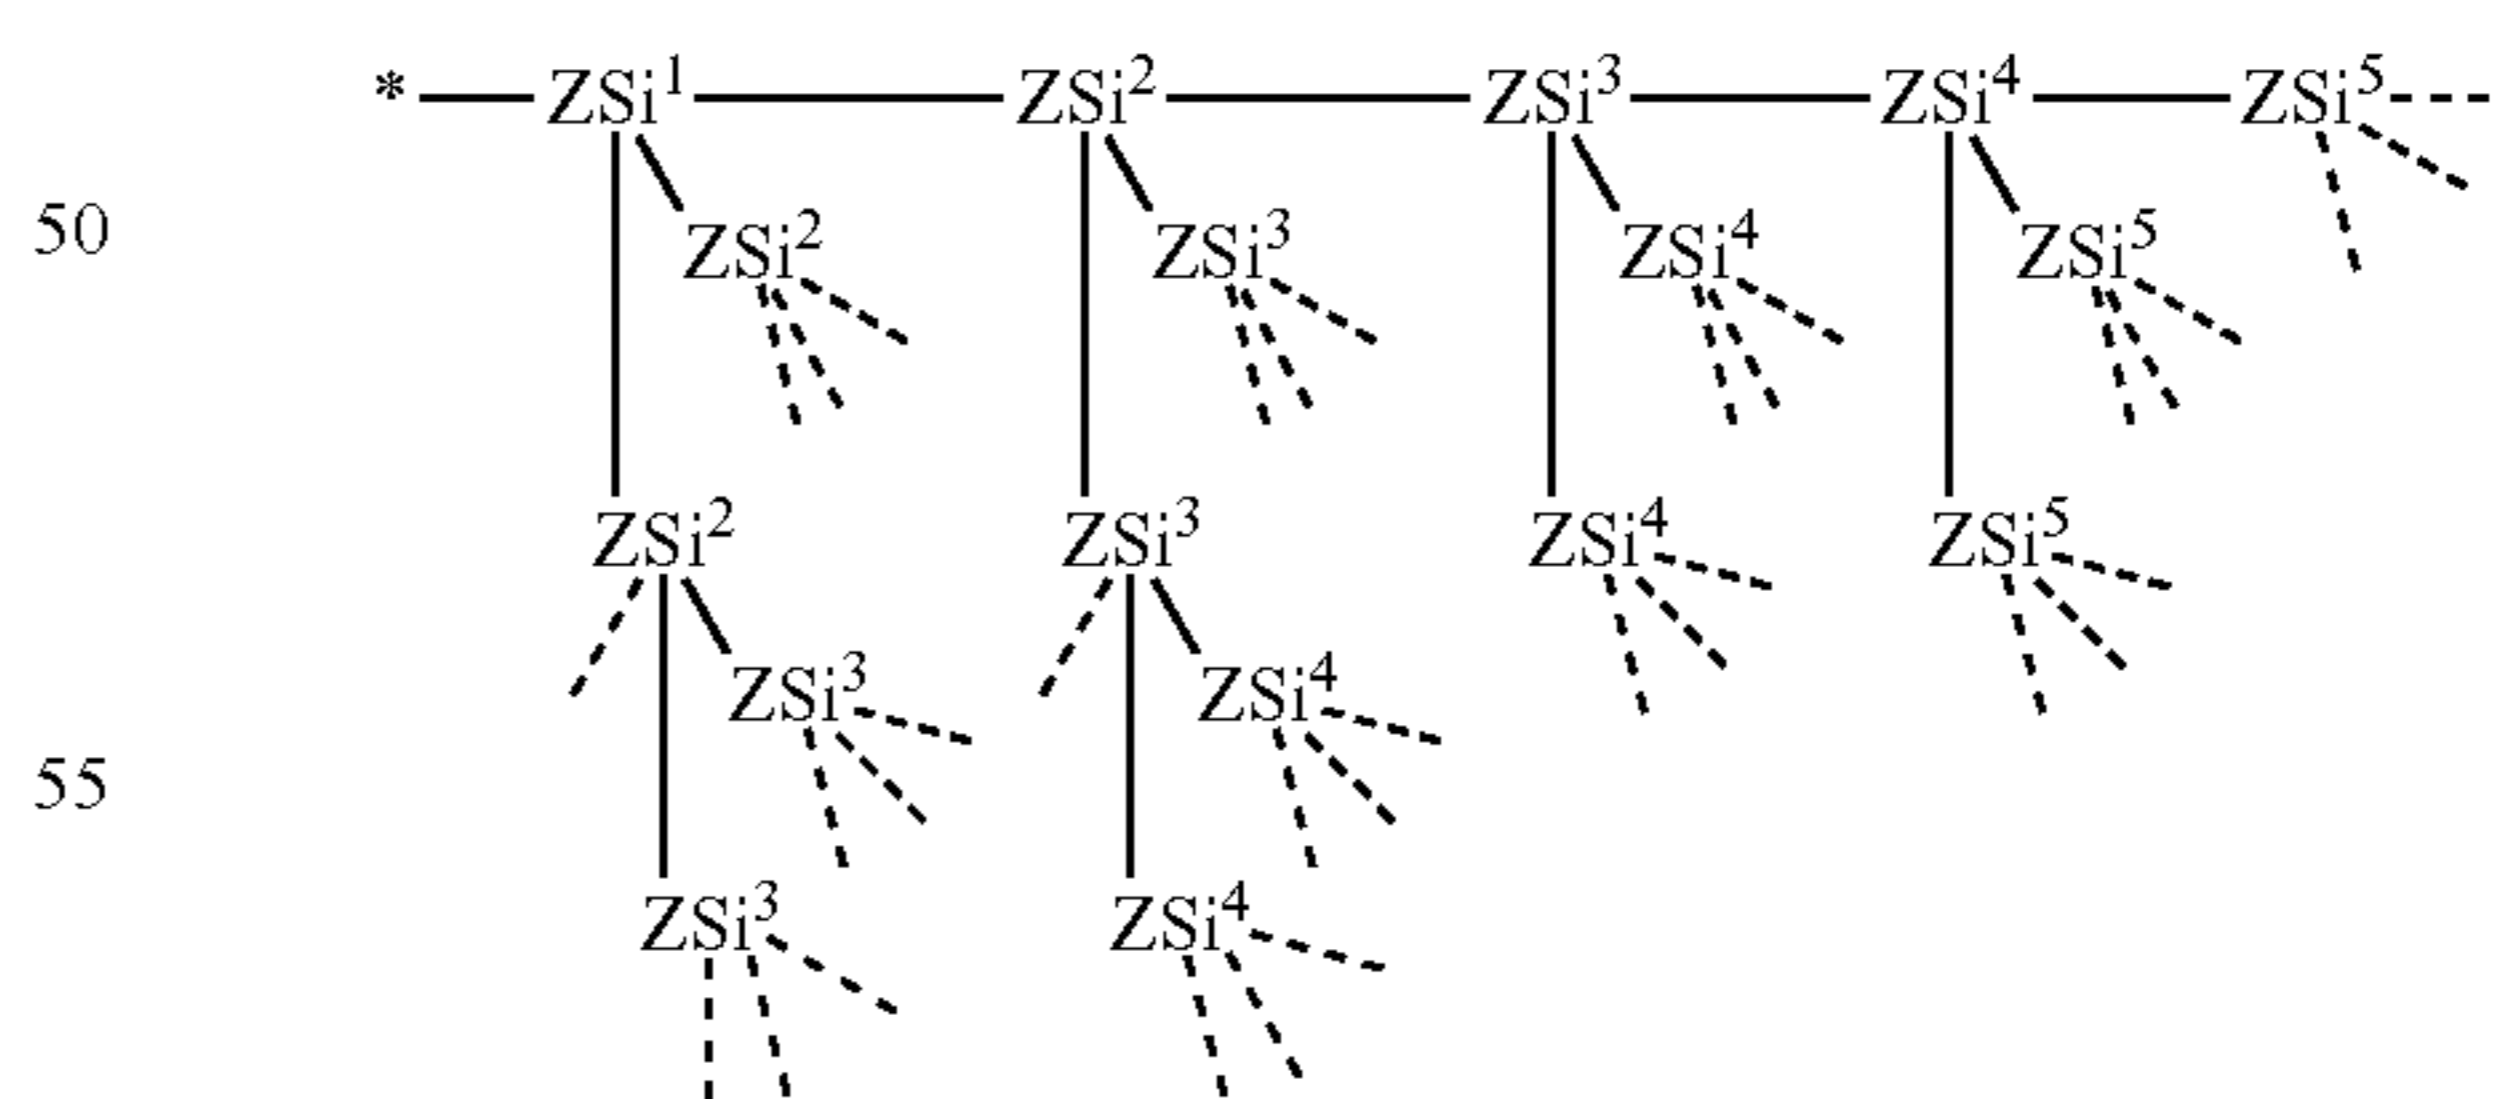 * ZSi¹ ZSi² ZSi³ ZSi⁴ ZSi⁵
50 ZSi² ZSi³ ZSi⁴ ZSi⁵
ZSi² ZSi³ ZSi⁴ ZSi⁵
ZSi³ ZSi⁴
55
ZSi³ ZSi⁴